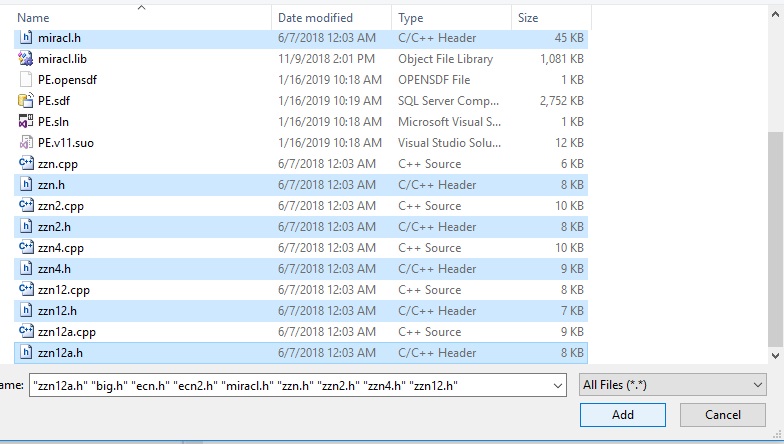 Name Date modified Type Size
miracl.h 6/7/2018 12:03 AM C/C++ Header 45 KB
miracl.lib 11/9/2018 2:01 PM Object File Library 1,081 KB
PE.opensdf 1/16/2019 10:18 AM OPENSDF File 1 KB
PE.sdf 1/16/2019 10:19 AM SQL Server Comp... 2,752 KB
PE.sln 1/16/2019 10:18 AM Microsoft Visual S... 1 KB
PE.v11.suo 1/16/2019 10:18 AM Visual Studio Solu... 12 KB
zzn.cpp 6/7/2018 12:03 AM C++ Source 6 KB
zzn.h 6/7/2018 12:03 AM C/C++ Header 8 KB
zzn2.cpp 6/7/2018 12:03 AM C++ Source 10 KB
zzn2.h 6/7/2018 12:03 AM C/C++ Header 8 KB
zzn4.cpp 6/7/2018 12:03 AM C++ Source 10 KB
zzn4.h 6/7/2018 12:03 AM C/C++ Header 9 KB
zzn12.cpp 6/7/2018 12:03 AM C++ Source 8 KB
zzn12.h 6/7/2018 12:03 AM C/C++ Header 7 KB
zzn12a.cpp 6/7/2018 12:03 AM C++ Source 9 KB
zzn12a.h 6/7/2018 12:03 AM C/C++ Header 8 KB
ame: "zzn12a.h" "big.h" "ecn.h" "ecn2.h" "miracl.h" "zzn.h" "zzn2.h" "zzn4.h" "zzn12.h" All Files (*.*)
Add Cancel